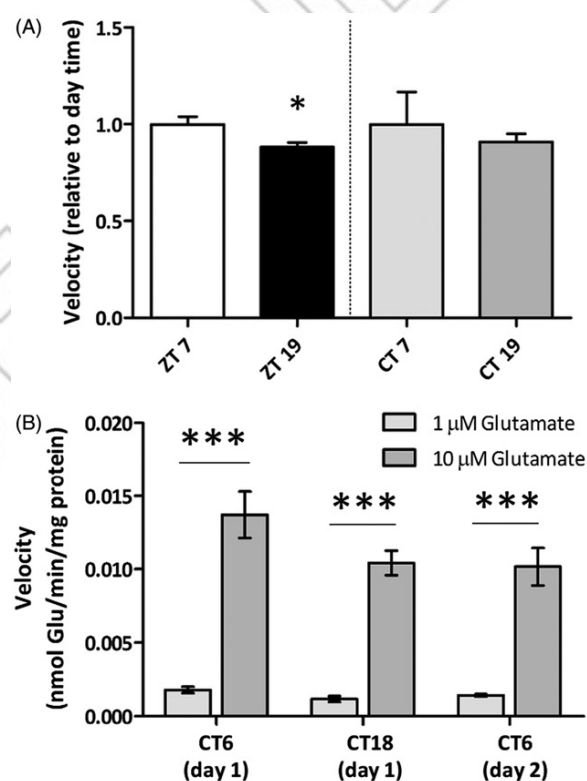 (A)
Velocity (relative to day time)
1.5
1.0
0.5
0.0
*
ZT 7
ZT 19
CT 7
CT 19
(B)
Velocity
(nmol Glu/min/mg protein)
0.020
0.015
0.010
0.005
0.000
1 μM Glutamate
10 μM Glutamate
***
***
***
CT6
(day 1)
CT18
(day 1)
CT6
(day 2)